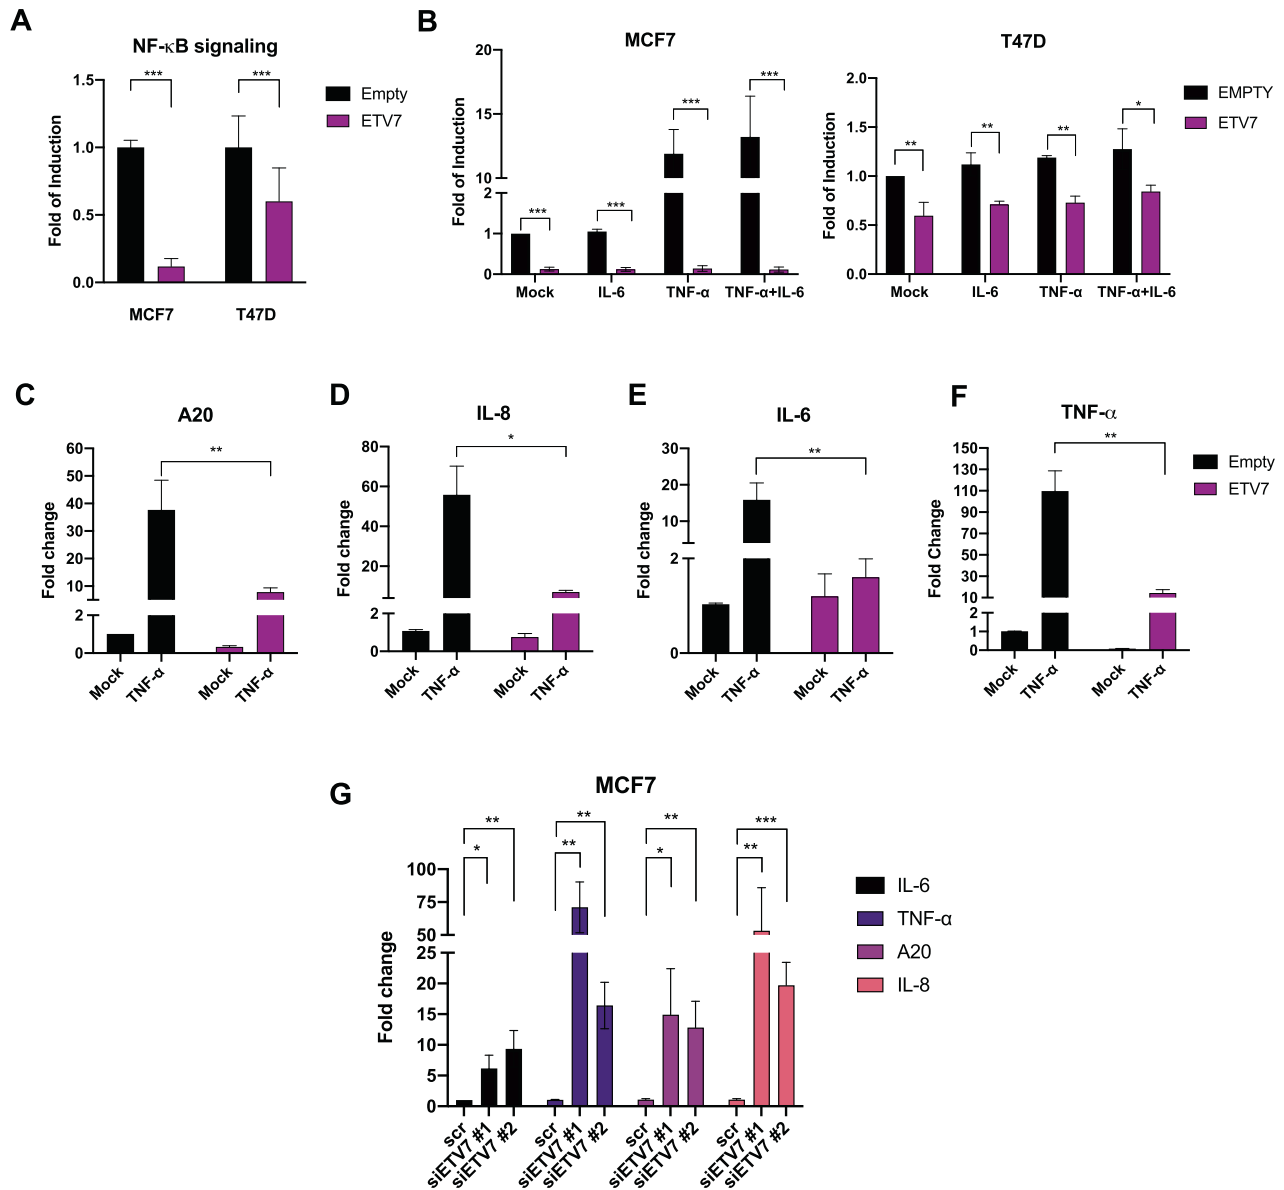 A
NF-κB signaling
Fold of Induction
1.5
1.0
0.5
0.0
***
***
MCF7
T47D
Empty
ETV7
B
MCF7
Fold of Induction
20
15
10
2
1
0
***
***
***
***
Mock
IL-6
TNF-α
TNF-α+IL-6
T47D
Fold of Induction
2.0
1.5
1.0
0.5
0.0
**
**
**
*
Mock
IL-6
TNF-α
TNF-α+IL-6
EMPTY
ETV7
C
A20
Fold change
60
50
40
30
20
10
2
0
**
Mock
TNF-α
Mock
TNF-α
D
IL-8
Fold change
80
60
40
20
2
1
0
*
Mock
TNF-α
Mock
TNF-α
E
IL-6
Fold change
30
20
10
2
0
**
Mock
TNF-α
Mock
TNF-α
F
TNF-α
Fold Change
150
130
110
90
70
50
30
10
2
1
0
**
Mock
TNF-α
Mock
TNF-α
Empty
ETV7
G
MCF7
Fold change
100
75
50
25
20
15
10
5
0
*
**
**
**
*
**
**
***
scr
siETV7 #1
siETV7 #2
scr
siETV7 #1
siETV7 #2
scr
siETV7 #1
siETV7 #2
scr
siETV7 #1
siETV7 #2
IL-6
TNF-α
A20
IL-8